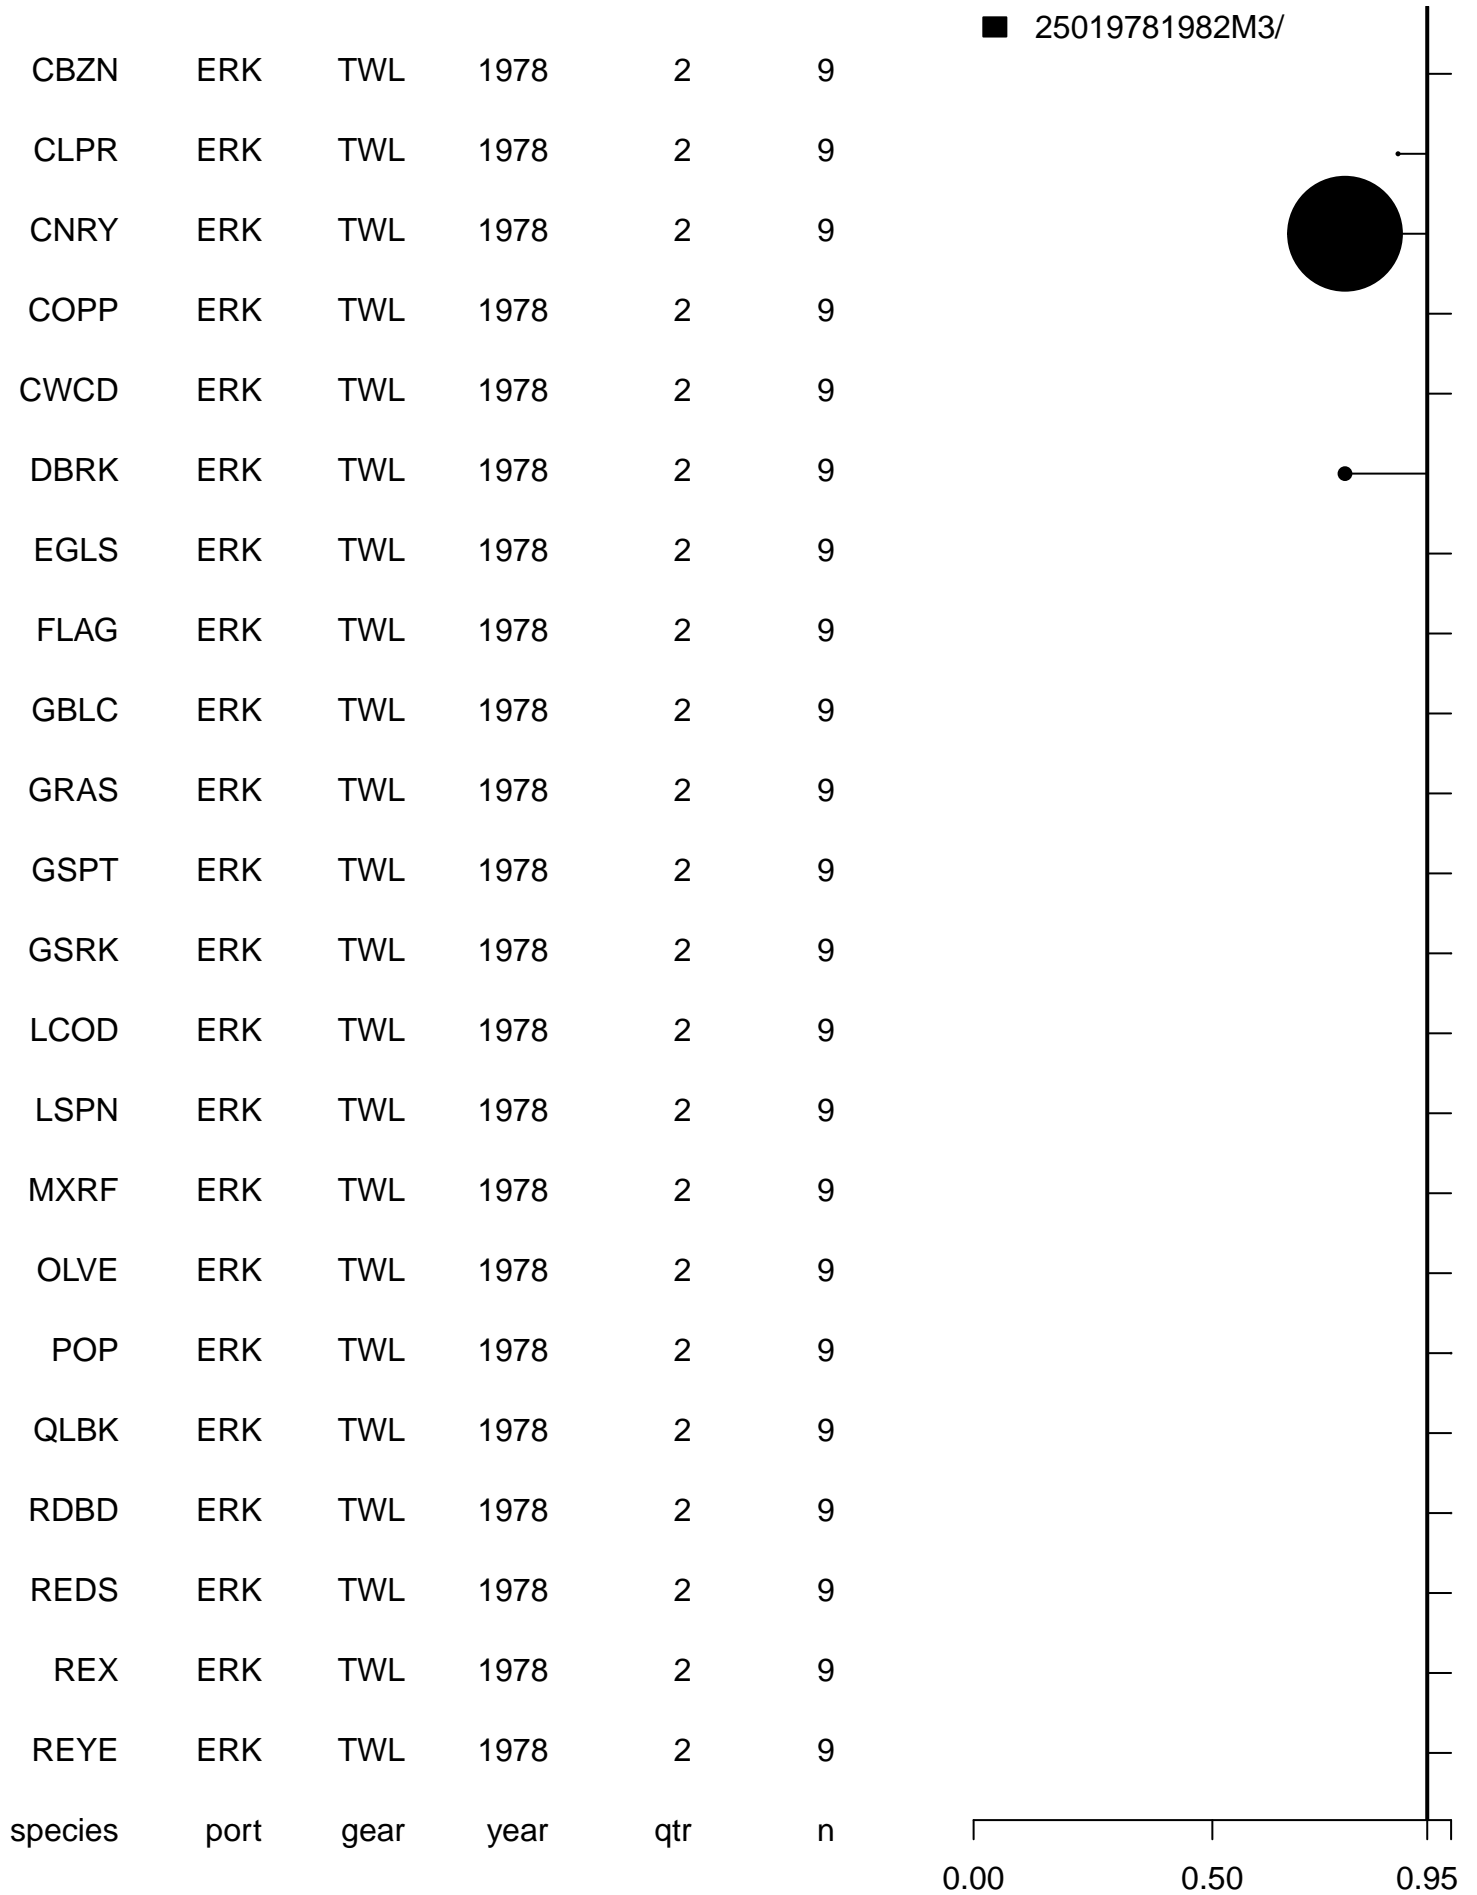 25019781982M3/
CBZN ERK TWL 1978 2 9
CLPR ERK TWL 1978 2 9
CNRY ERK TWL 1978 2 9
COPP ERK TWL 1978 2 9
CWCD ERK TWL 1978 2 9
DBRK ERK TWL 1978 2 9
EGLS ERK TWL 1978 2 9
FLAG ERK TWL 1978 2 9
GBLC ERK TWL 1978 2 9
GRAS ERK TWL 1978 2 9
GSPT ERK TWL 1978 2 9
GSRK ERK TWL 1978 2 9
LCOD ERK TWL 1978 2 9
LSPN ERK TWL 1978 2 9
MXRF ERK TWL 1978 2 9
OLVE ERK TWL 1978 2 9
POP ERK TWL 1978 2 9
QLBK ERK TWL 1978 2 9
RDBD ERK TWL 1978 2 9
REDS ERK TWL 1978 2 9
REX ERK TWL 1978 2 9
REYE ERK TWL 1978 2 9
species port gear year qtr n
0.00 0.50 0.95